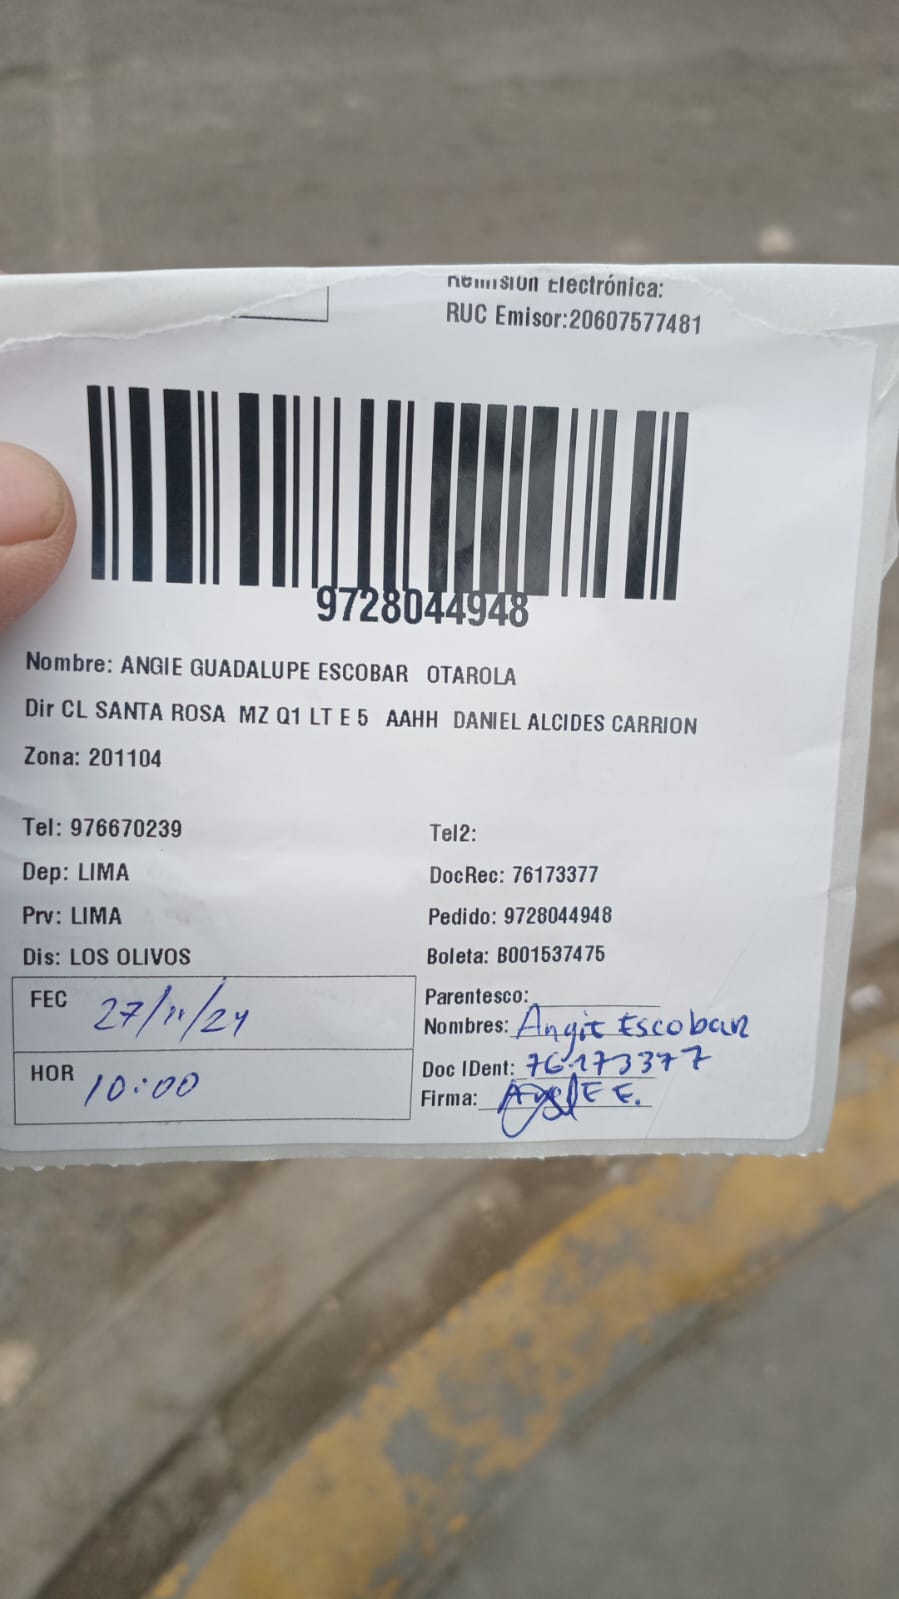 Remisión Electrónica:
RUC Emisor:20607577481
9728044948
Nombre: ANGIE GUADALUPE ESCOBAR OTAROLA
Dir CL SANTA ROSA MZ Q1 LT E 5 AAHH DANIEL ALCIDES CARRION
Zona: 201104
Tel: 976670239 Tel2:
Dep: LIMA DocRec: 76173377
Prv: LIMA Pedido: 9728044948
Dis: LOS OLIVOS Boleta: B001537475
FEC 27/11/24 Parentesco:
Nombres: Angie Escobar
HOR 10:00 Doc IDent: 76173377
Firma: